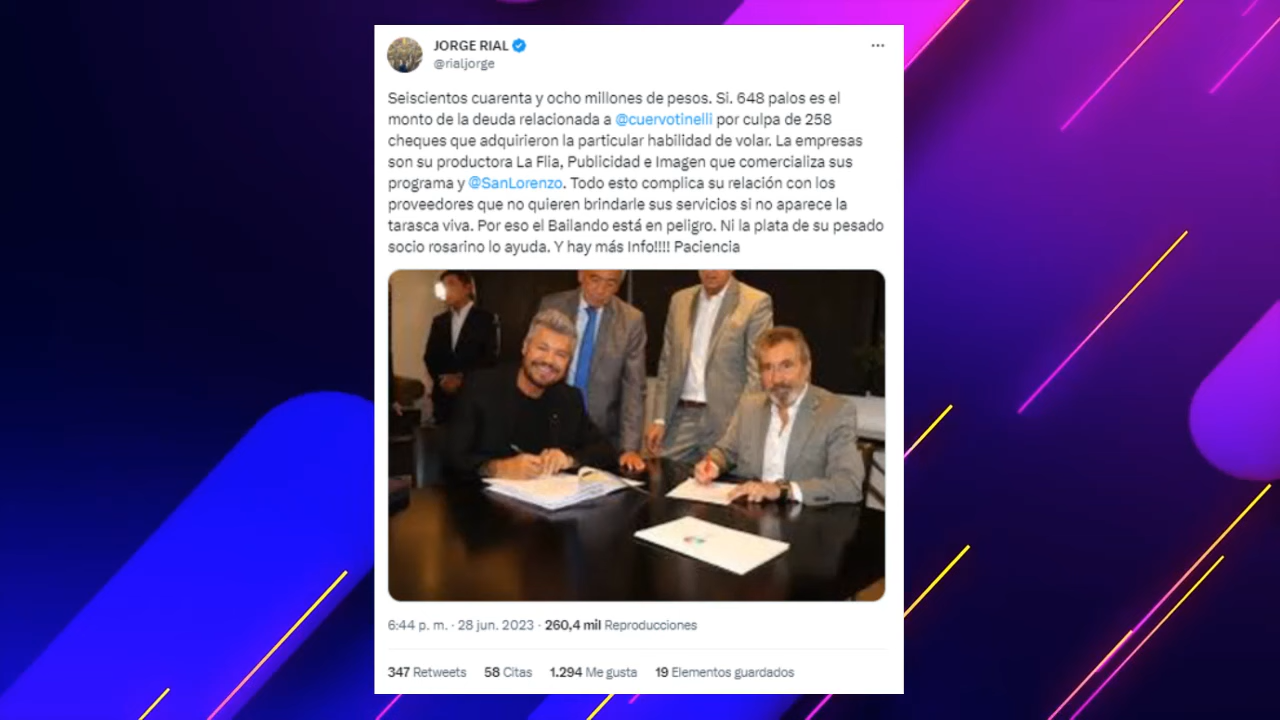 JORGE RIAL
@rialjorge
Seiscientos cuarenta y ocho millones de pesos. Si. 648 palos es el
monto de la deuda relacionada a @cuervotinelli por culpa de 258
cheques que adquirieron la particular habilidad de volar. La empresas
son su productora La Flia, Publicidad e Imagen que comercializa sus
programa y @SanLorenzo. Todo esto complica su relación con los
proveedores que no quieren brindarle sus servicios si no aparece la
tarasca viva. Por eso el Bailando está en peligro. Ni la plata de su pesado
socio rosarino lo ayuda. Y hay más Info!!!! Paciencia
6:44 p. m. · 28 jun. 2023 · 260,4 mil Reproducciones
347 Retweets 58 Citas 1.294 Me gusta 19 Elementos guardados